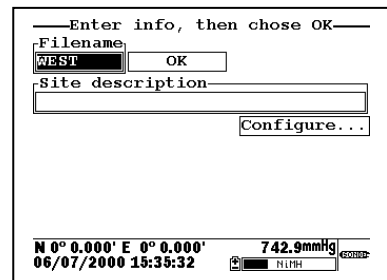 Enter info, then chose OK
Filename
WEST OK
Site description
Configure...
N 0° 0.000' E 0° 0.000' 742.9mmHg
06/07/2000 15:35:32 NiMH
SONDE